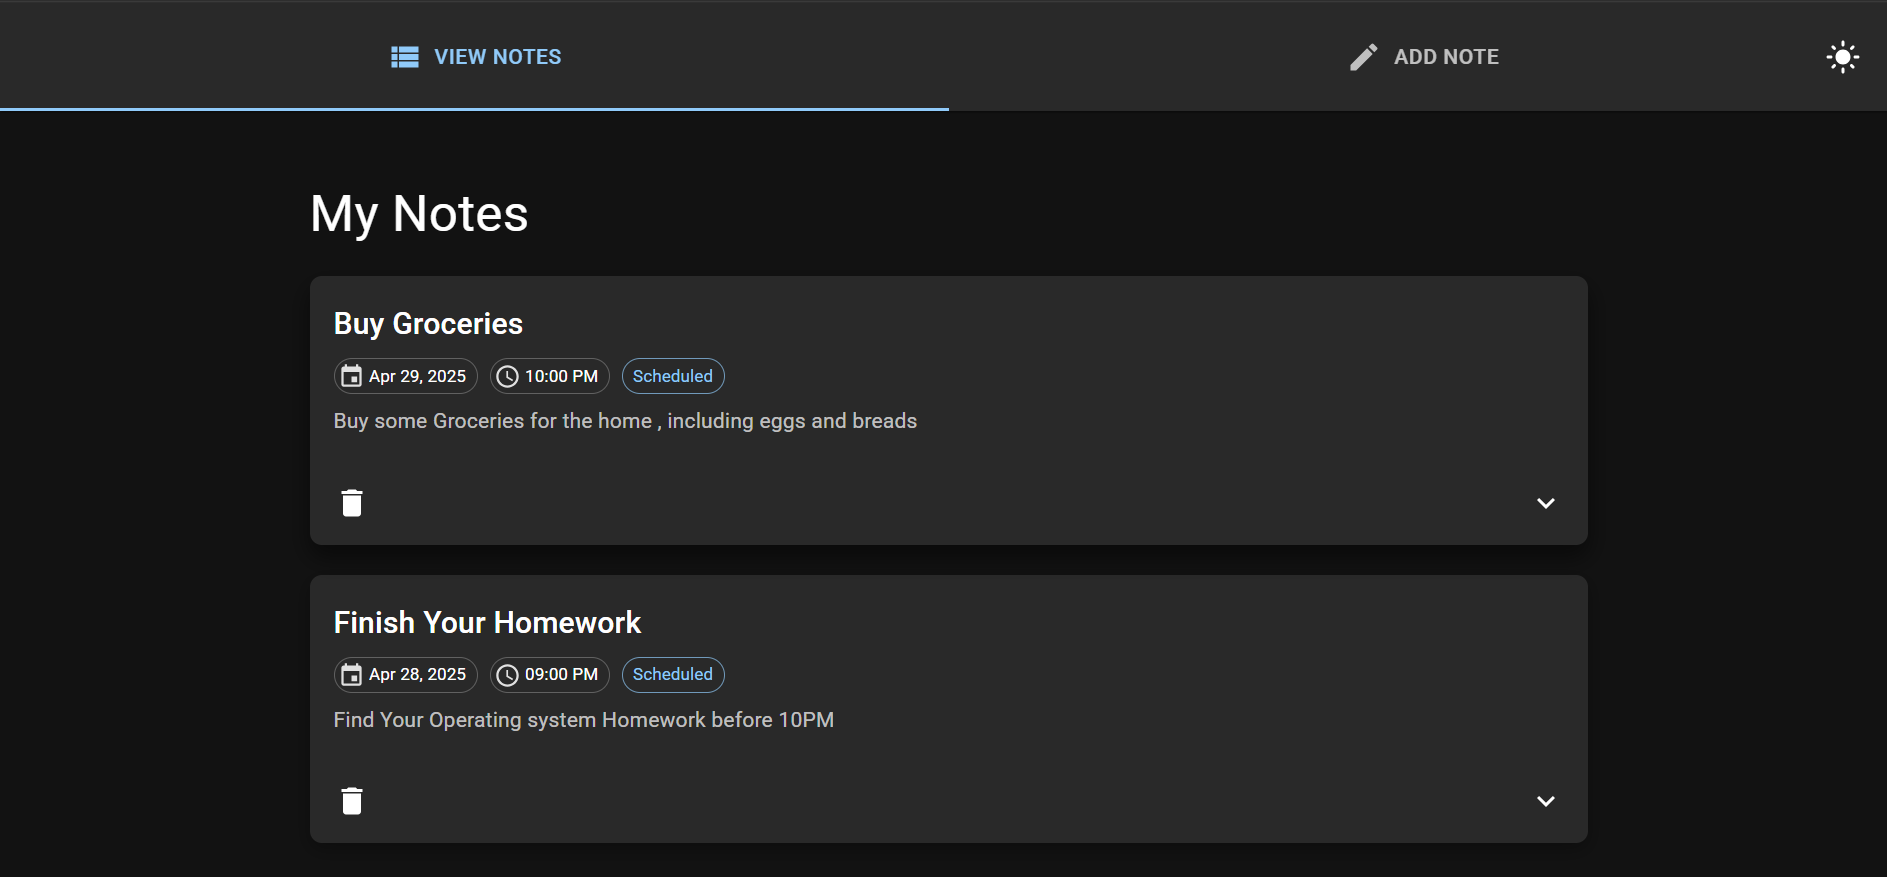 VIEW NOTES
ADD NOTE
My Notes
Buy Groceries
Apr 29, 2025 10:00 PM Scheduled
Buy some Groceries for the home , including eggs and breads
Finish Your Homework
Apr 28, 2025 09:00 PM Scheduled
Find Your Operating system Homework before 10PM